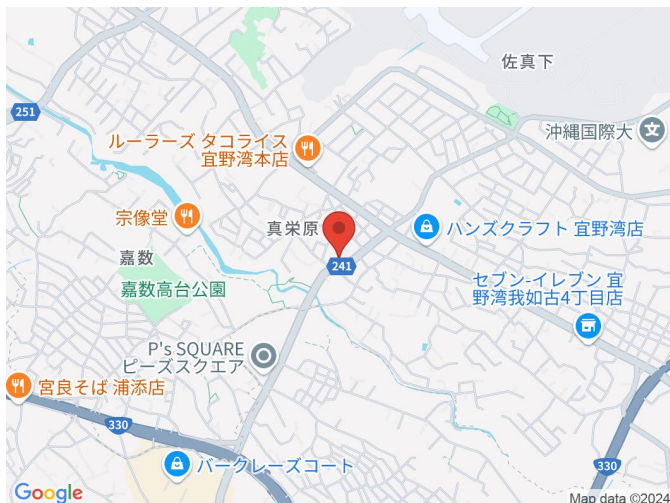 佐真下
251
沖縄国際大
ルーラーズ タコライス
宜野湾本店
宗像堂
真栄原
ハンズクラフト 宜野湾店
嘉数
241
セブン-イレブン 宜
野湾我如古4丁目店
嘉数高台公園
P's SQUARE
ピーズスクエア
宮良そば 浦添店
330
バークレーズコート
330
Google
Map data ©2024